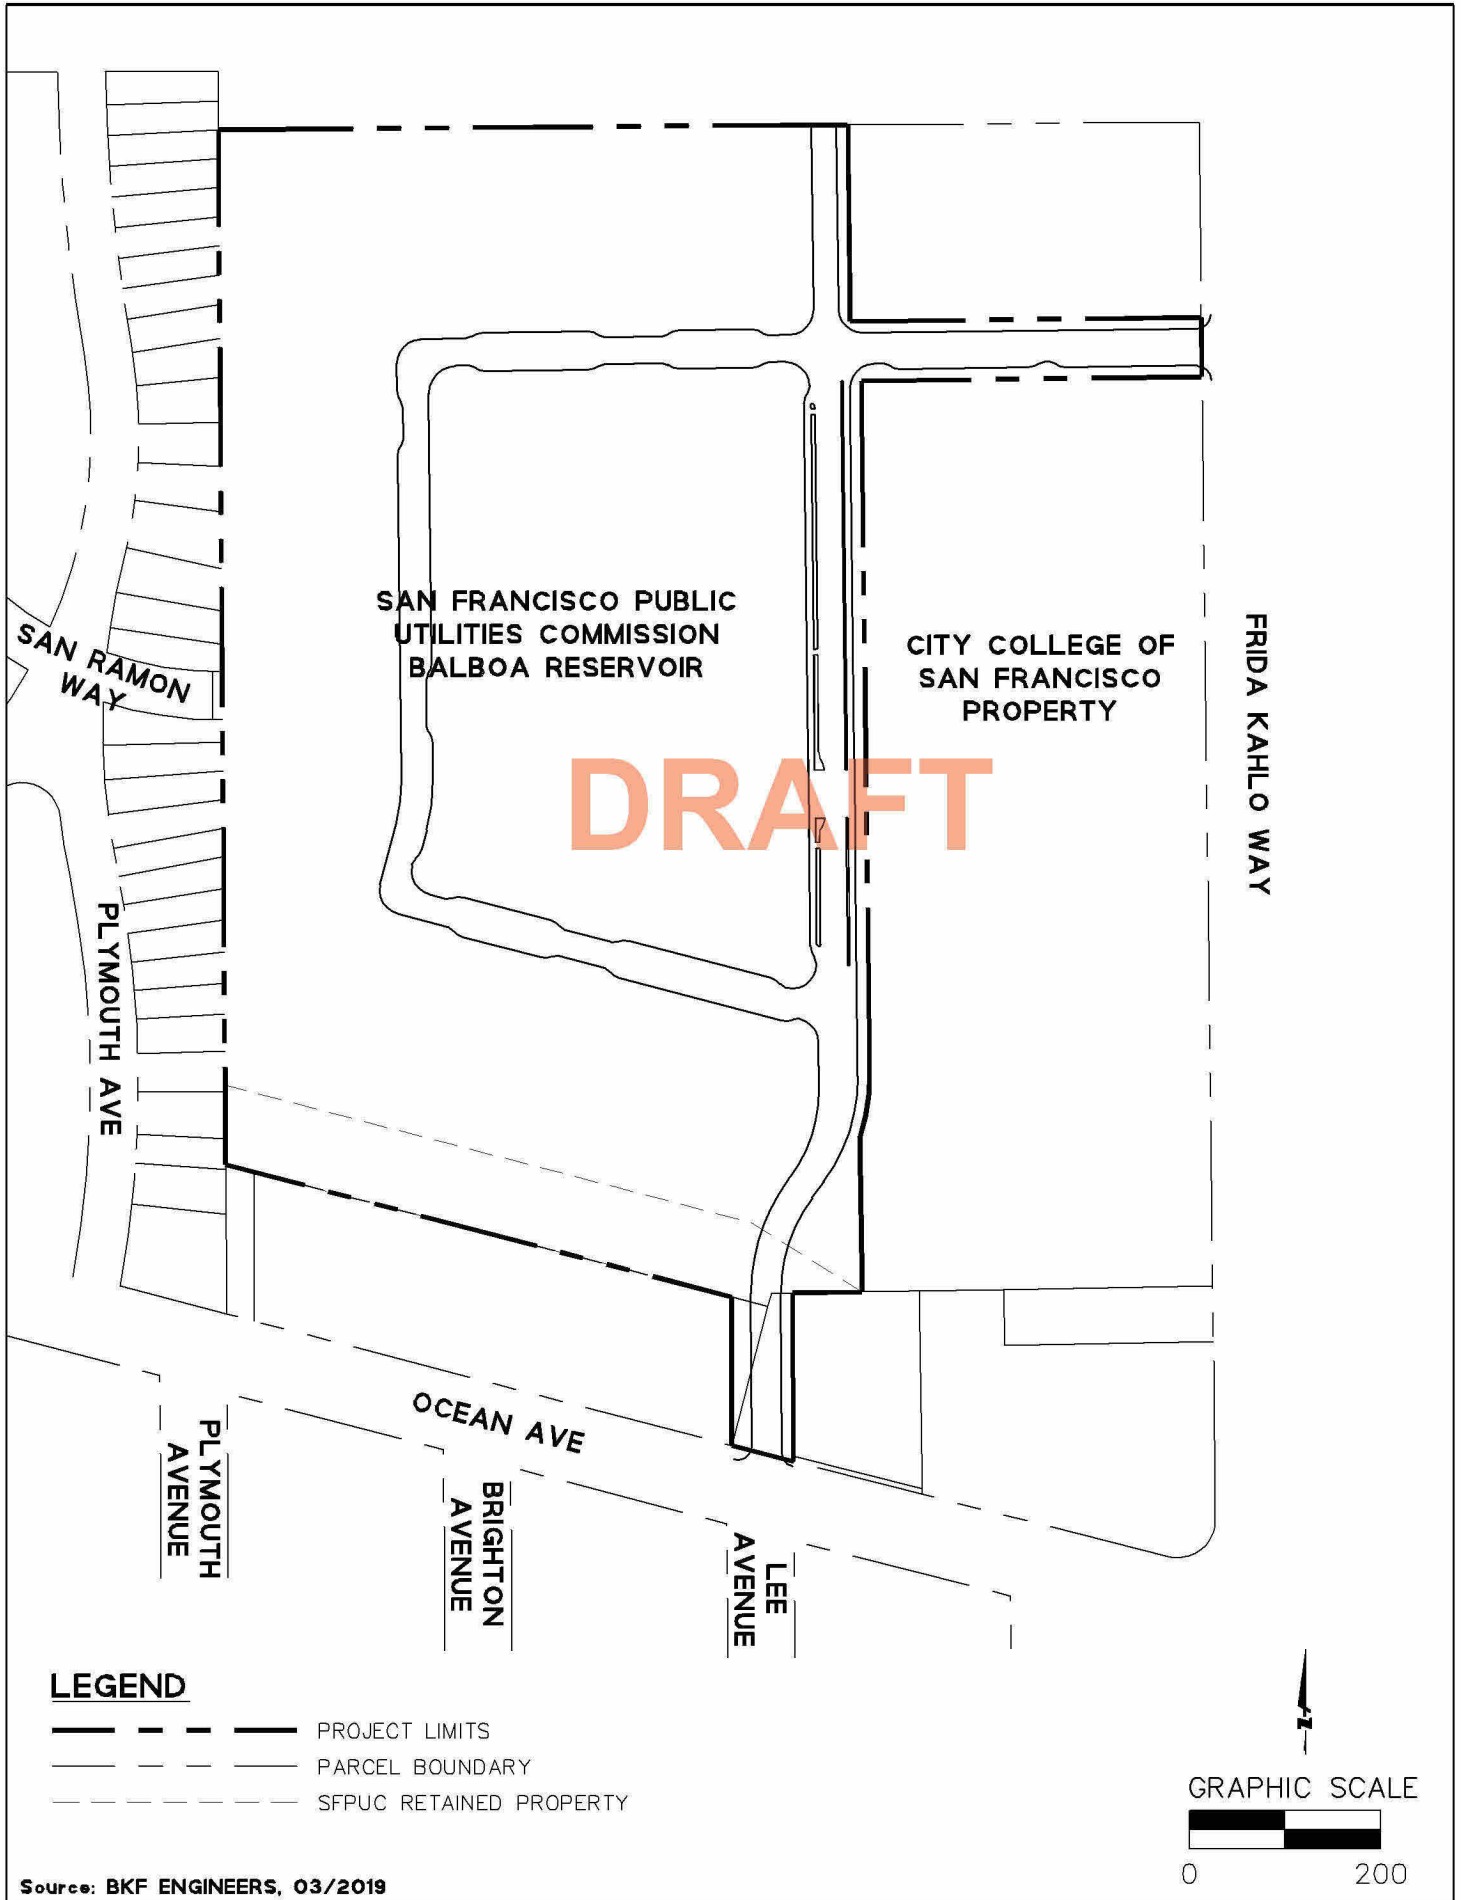 SAN FRANCISCO PUBLIC
UTILITIES COMMISSION
BALBOA RESERVOIR
CITY COLLEGE OF
SAN FRANCISCO
PROPERTY
FRIDA KAHLO WAY
SAN RAMON
WAY
DRAFT
PLYMOUTH AVE
OCEAN AVE
PLYMOUTH
AVENUE
BRIGHTON
AVENUE
LEE
AVENUE
LEGEND
PROJECT LIMITS
PARCEL BOUNDARY
SFPUC RETAINED PROPERTY
Z
GRAPHIC SCALE
0 200
Source: BKF ENGINEERS, 03/2019